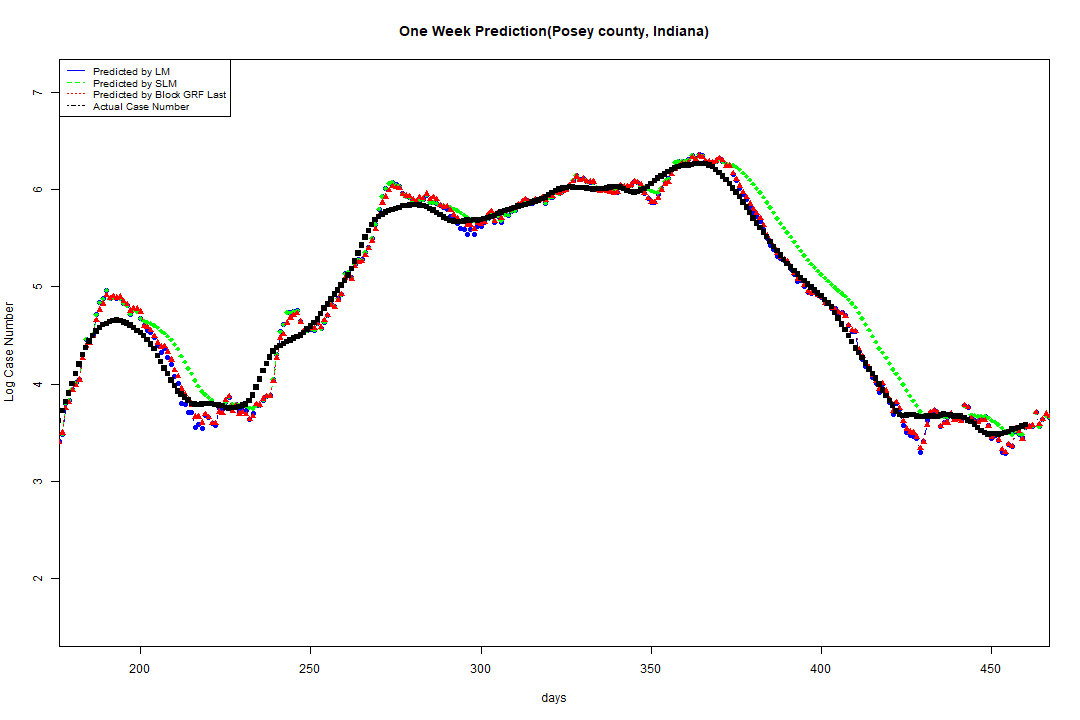 One Week Prediction(Posey county, Indiana)
Predicted by LM
Predicted by SLM
Predicted by Block GRF Last
Actual Case Number
7
6
5
4
3
2
Log Case Number
200 250 300 350 400 450
days